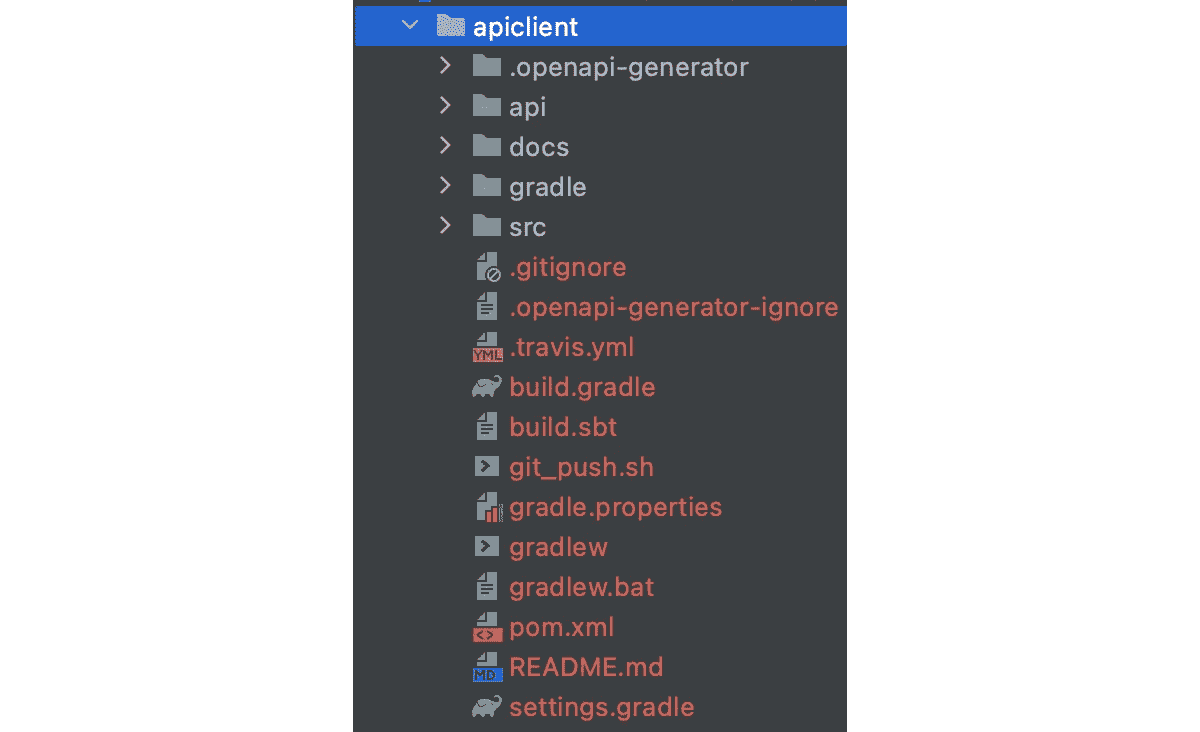 apiclient
.openapi-generator
api
docs
gradle
src
.gitignore
.openapi-generator-ignore
YML .travis.yml
build.gradle
build.sbt
git_push.sh
gradle.properties
gradlew
gradlew.bat
pom.xml
MD README.md
settings.gradle